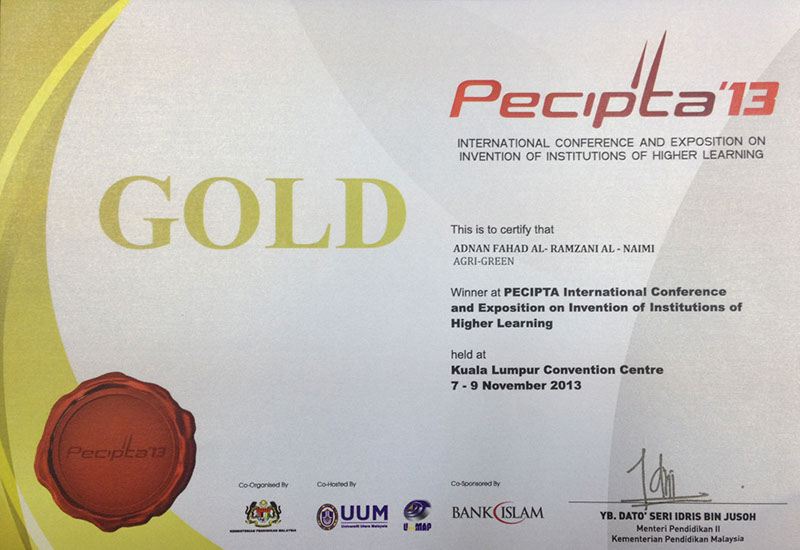 Pecipta'13
INTERNATIONAL CONFERENCE AND EXPOSITION ON
INVENTION OF INSTITUTIONS OF HIGHER LEARNING
GOLD
This is to certify that
ADNAN FAHAD AL- RAMZANI AL - NAIMI
AGRI-GREEN
Winner at PECIPTA International Conference
and Exposition on Invention of Institutions of
Higher Learning
held at
Kuala Lumpur Convention Centre
7 - 9 November 2013
Pecipta'13
Co-Organised By
KEMENTERIAN PENDIDIKAN MALAYSIA
Co-Hosted By
UUM
Universiti Utara Malaysia
UniMAP
Co-Sponsored By
BANK ISLAM
YB. DATO' SERI IDRIS BIN JUSOH
Menteri Pendidikan II
Kementerian Pendidikan Malaysia